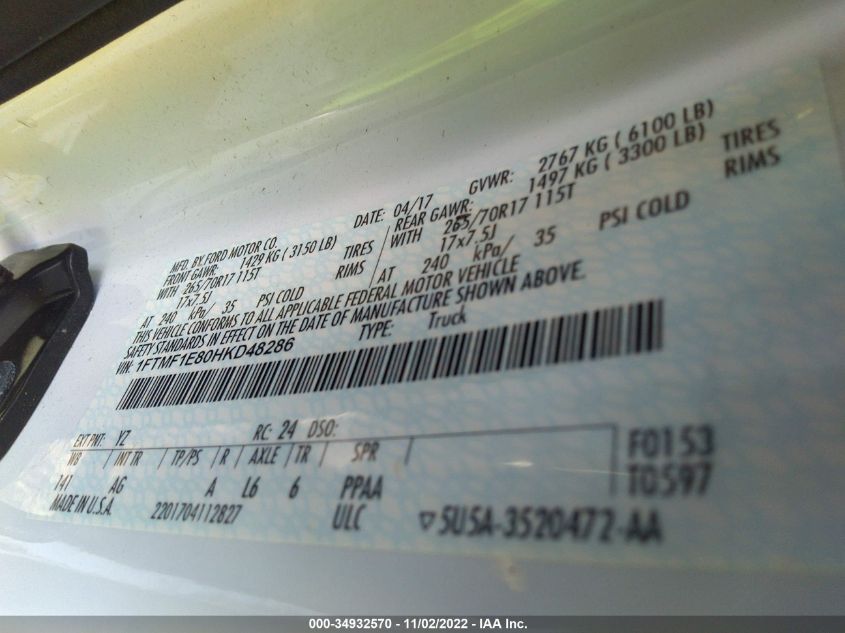 MFD. BY. FORD MOTOR CO. DATE: 04/17 GVWR: 2767 KG ( 6100 LB)
FRONT GAWR: 1429 KG ( 3150 LB) REAR GAWR: 1497 KG ( 3300 LB)
WITH 265/70R17 115T TIRES WITH 265/70R17 115T TIRES
17x7.5J RIMS 17x7.5J RIMS
AT 240 kPa/ 35 PSI COLD AT 240 kPa/ 35 PSI COLD
THIS VEHICLE CONFORMS TO ALL APPLICABLE FEDERAL MOTOR VEHICLE
SAFETY STANDARDS IN EFFECT ON THE DATE OF MANUFACTURE SHOWN ABOVE.
VIN: 1FTMF1E80HKD48286 TYPE: Truck
EXT PNT: YZ RC: 24 DSO: F0153
WB INT TR TP/PS R AXLE TR SPR T0597
141 AG A L6 6 PPAA
MADE IN U.S.A. 2201704112827 ULC ▽5U5A-3520472-AA
000-34932570 - 11/02/2022 - IAA Inc.